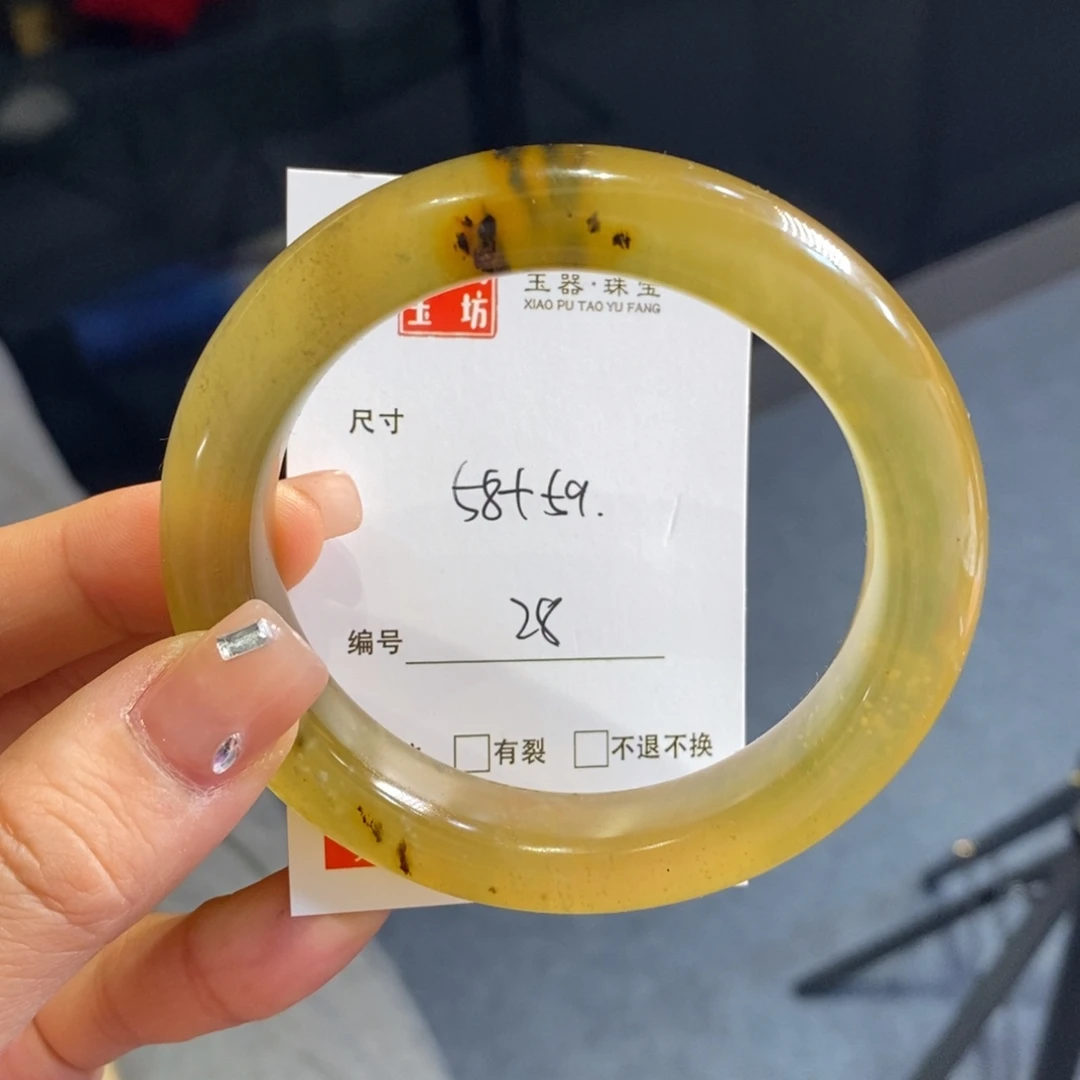 玉坊
玉器·珠宝
XIAO PU TAO YU FANG
尺寸
58+59.
编号
28
有裂
不退不换